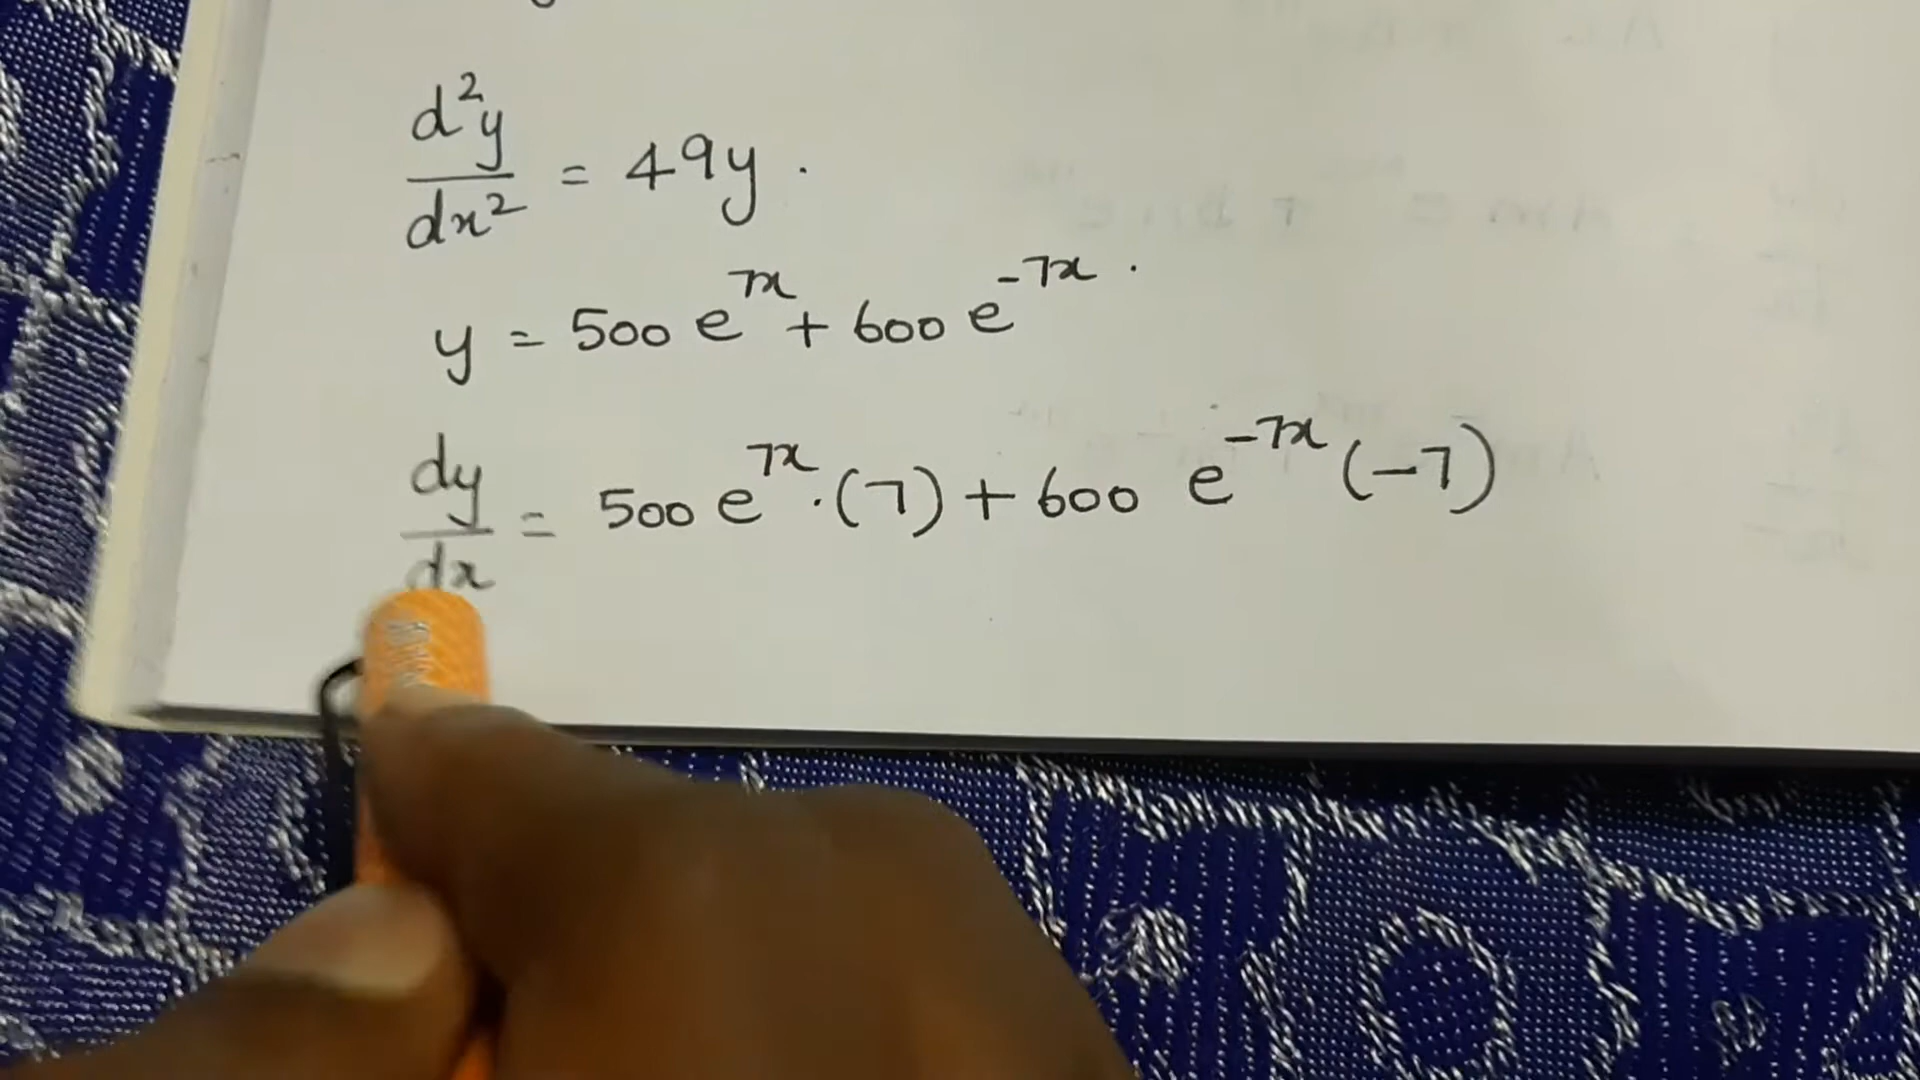 d²y/dx² = 49y.
y = 500 e^7x + 600 e^-7x.
dy/dx = 500 e^7x . (7) + 600 e^-7x (-7)